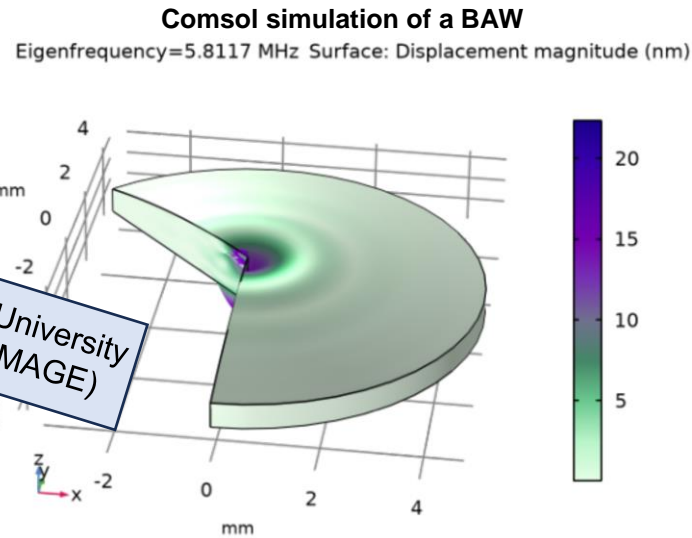 Comsol simulation of a BAW
Eigenfrequency=5.8117 MHz Surface: Displacement magnitude (nm)
4
2
mm
0
-2
University
MAGE)
20
15
10
5
z
y
x
-2
0
2
4
mm